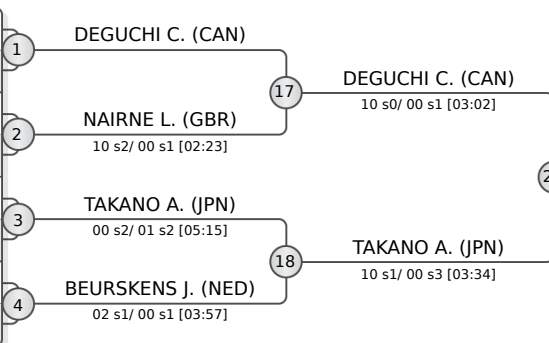 DEGUCHI C. (CAN)
1
17
DEGUCHI C. (CAN)
10 s0/ 00 s1 [03:02]
NAIRNE L. (GBR)
2
10 s2/ 00 s1 [02:23]
TAKANO A. (JPN)
3
00 s2/ 01 s2 [05:15]
18
TAKANO A. (JPN)
10 s1/ 00 s3 [03:34]
BEURSKENS J. (NED)
4
02 s1/ 00 s1 [03:57]